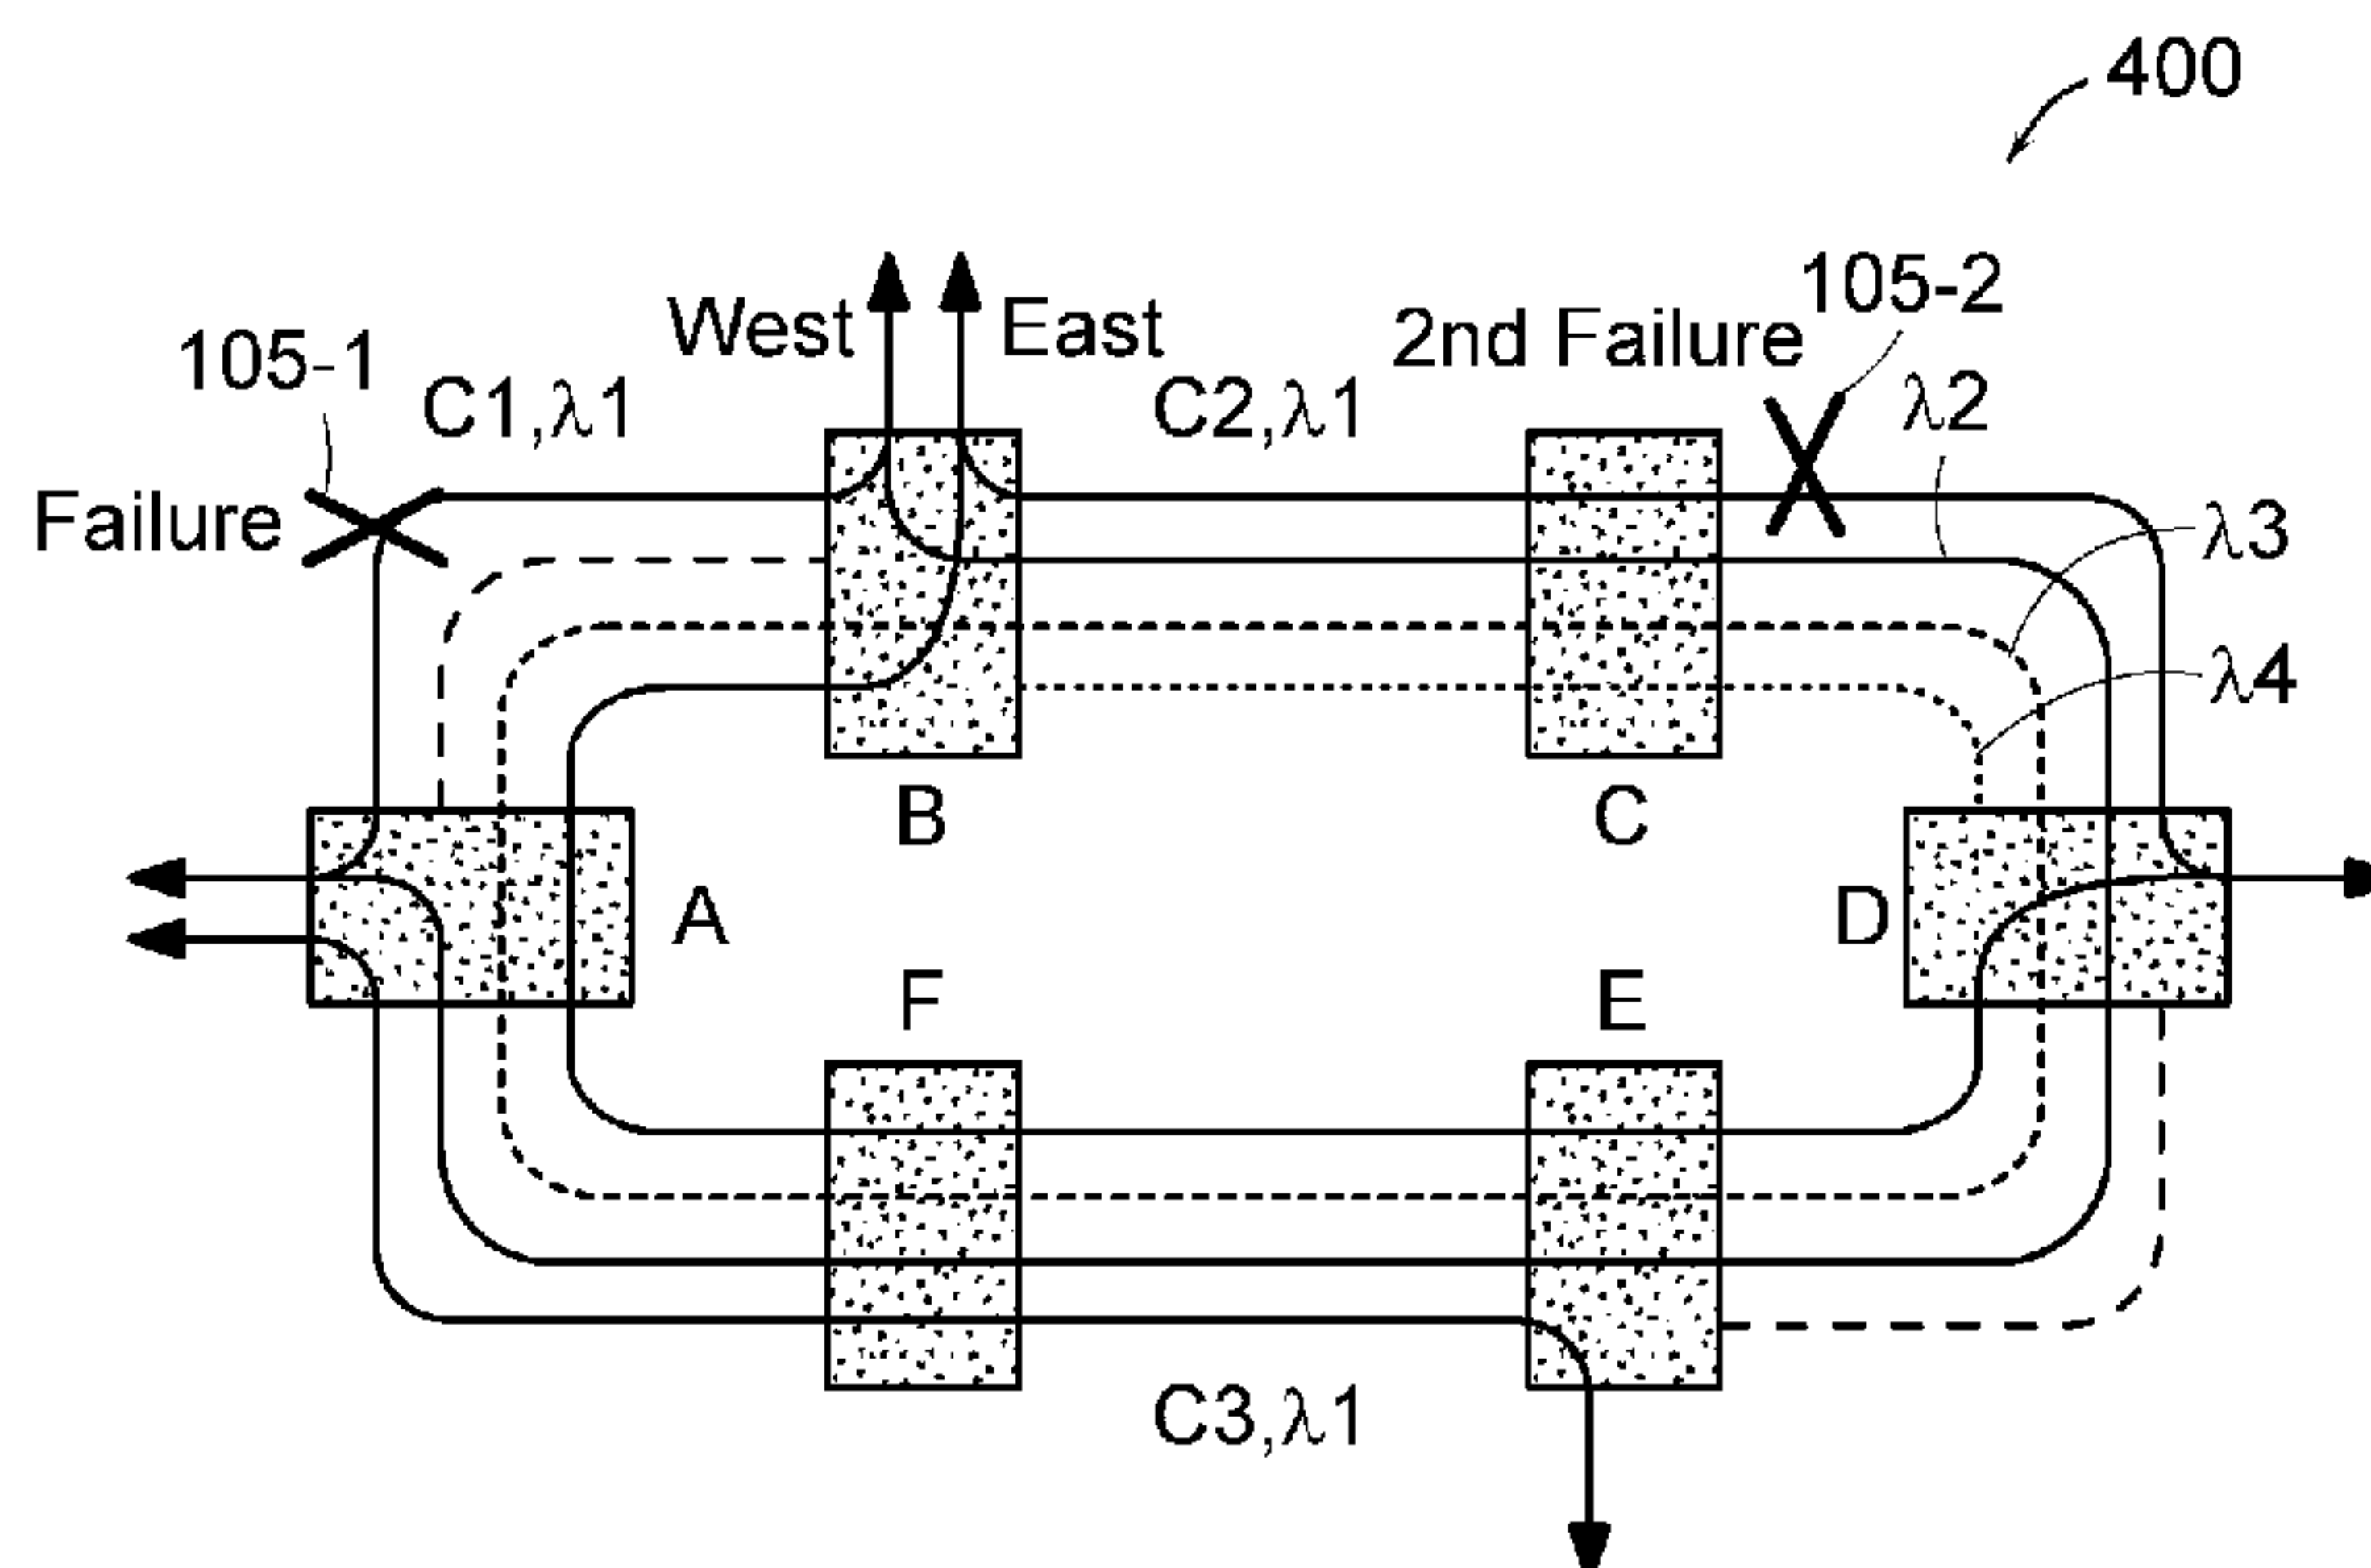 400
105-2
West
East
2nd Failure
105-1
C1,λ1
C2,λ1
λ2
Failure
λ3
λ4
B
C
A
D
F
E
C3,λ1